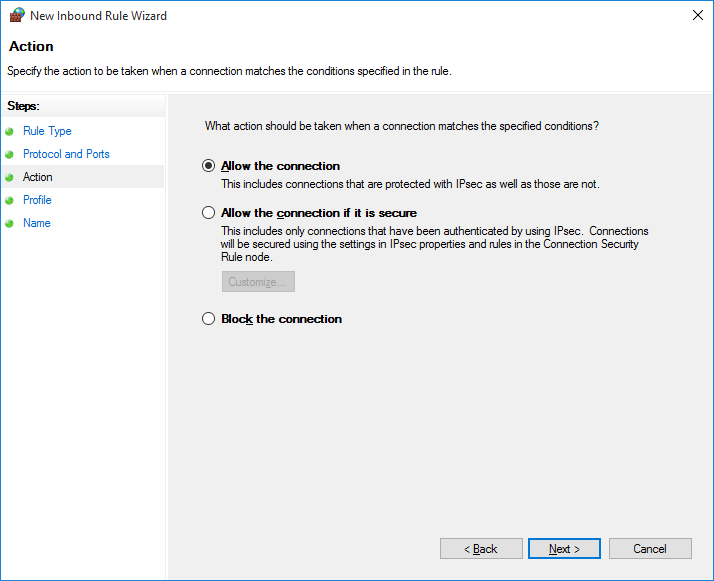 New Inbound Rule Wizard
Action
Specify the action to be taken when a connection matches the conditions specified in the rule.
Steps:
Rule Type
Protocol and Ports
Action
Profile
Name
What action should be taken when a connection matches the specified conditions?
Allow the connection
This includes connections that are protected with IPsec as well as those are not.
Allow the connection if it is secure
This includes only connections that have been authenticated by using IPsec. Connections
will be secured using the settings in IPsec properties and rules in the Connection Security
Rule node.
Customize...
Block the connection
< Back
Next >
Cancel